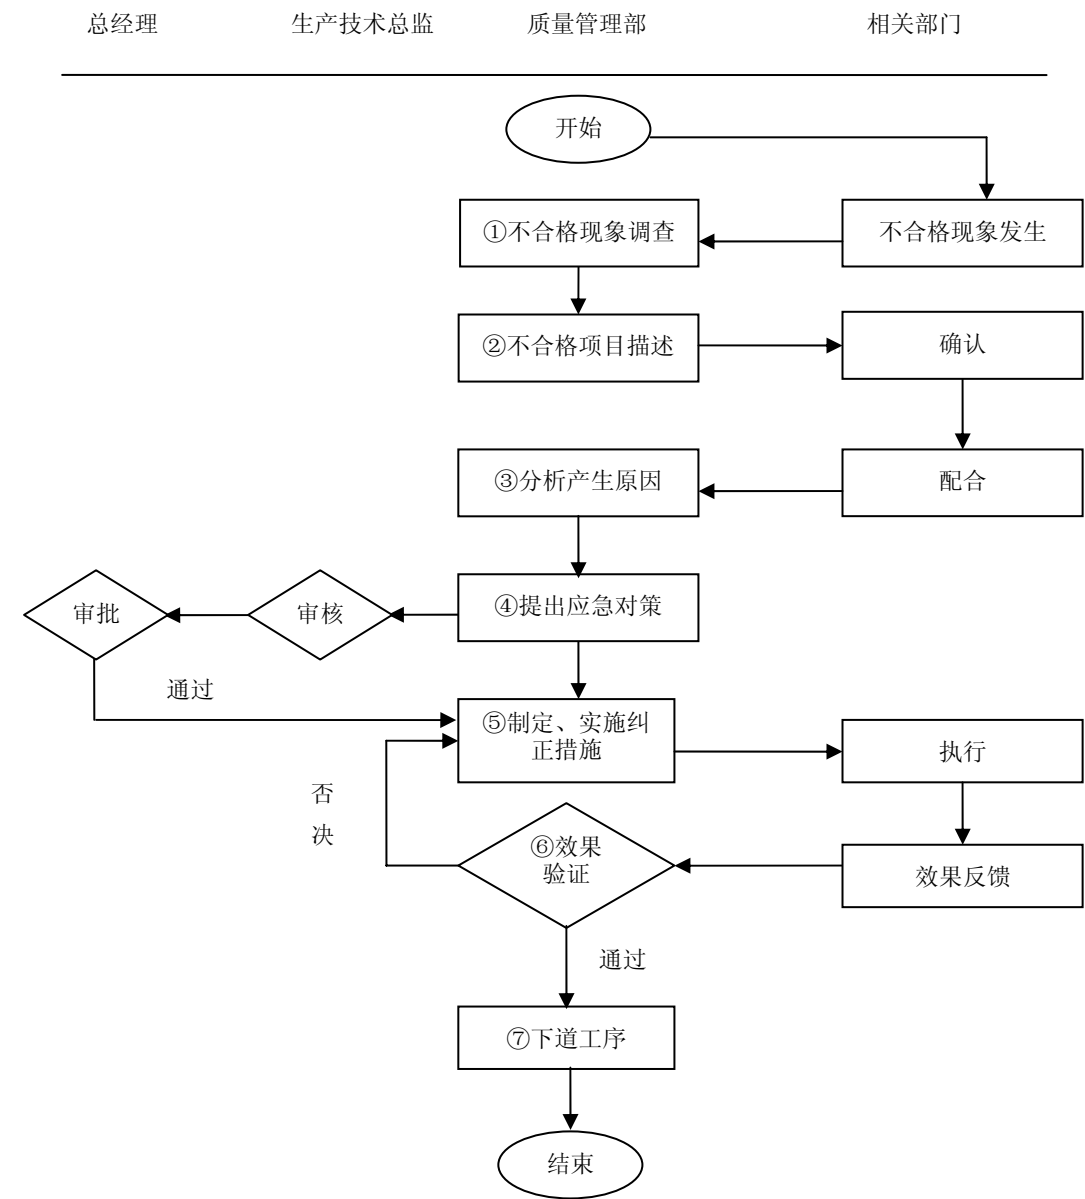 总经理 生产技术总监 质量管理部 相关部门
开始
①不合格现象调查 不合格现象发生
②不合格项目描述 确认
③分析产生原因 配合
审批 审核 ④提出应急对策
通过
⑤制定、实施纠
正措施
执行
否
决
⑥效果
验证
效果反馈
通过
⑦下道工序
结束